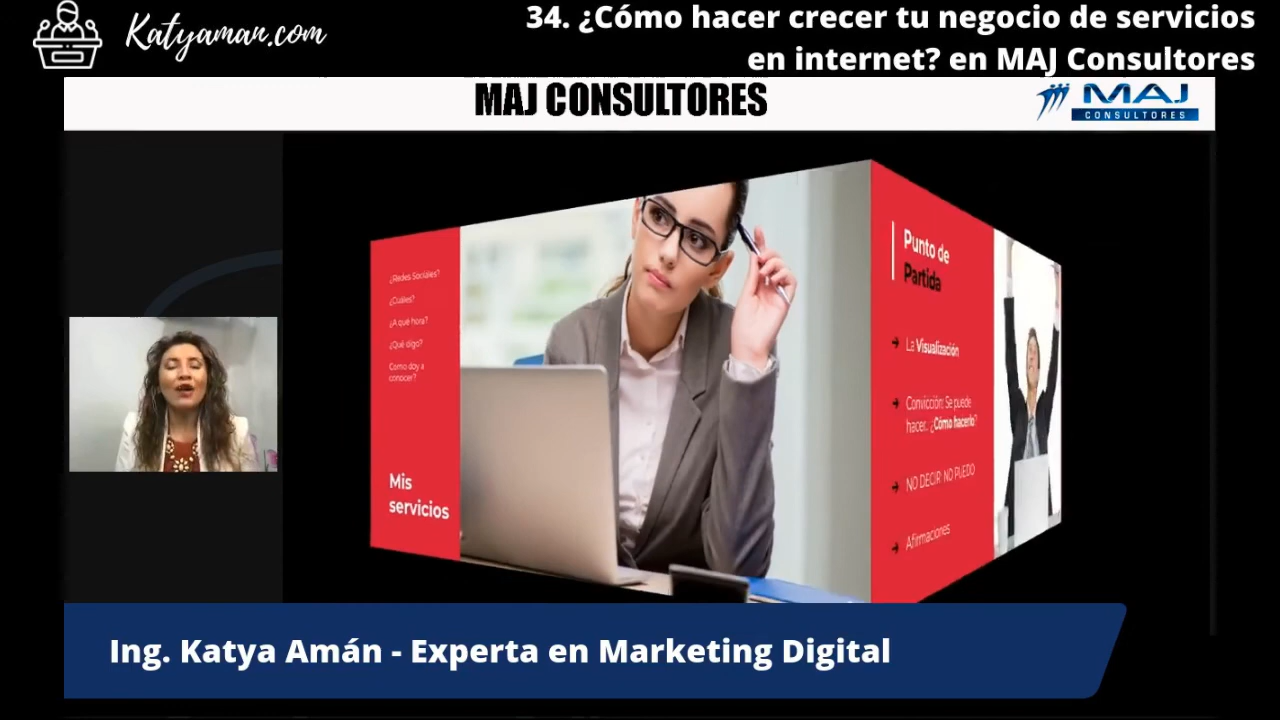 Katyaman.com
34. ¿Cómo hacer crecer tu negocio de servicios
en internet? en MAJ Consultores
MAJ CONSULTORES
MAJ
CONSULTORES
¿Redes Sociales?
¿Cuáles?
¿A qué hora?
¿Qué digo?
Como doy a
conocer?
Mis
servicios
Punto de
Partida
La Visualización
Convicción: Se puede
hacer.. ¿Cómo hacerlo?
NO DECIR NO PUEDO
Afirmaciones
Ing. Katya Amán - Experta en Marketing Digital